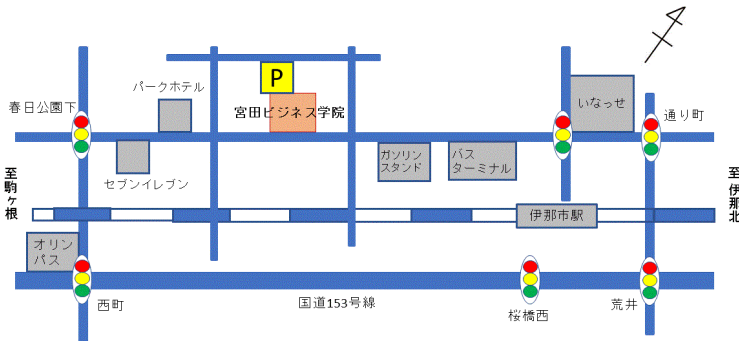 P
パークホテル
いなっせ
春日公園下
宮田ビジネス学院
通り町
ガソリン
スタンド
バス
ターミナル
セブンイレブン
至駒ヶ根
至 伊那北
伊那市駅
オリン
パス
西町
国道153号線
桜橋西
荒井